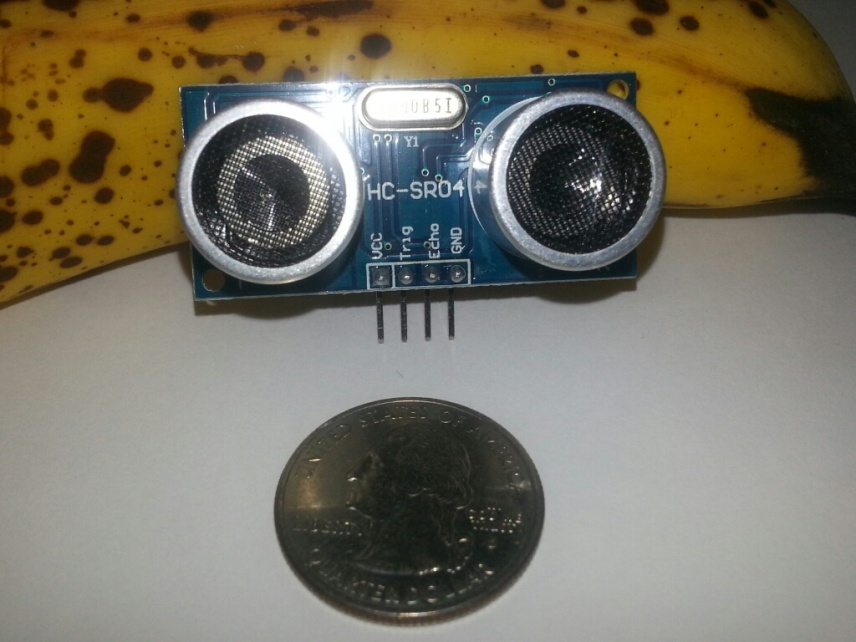 Y1
HC-SR04
VCC
Trig
Echo
GND
UNITED STATES OF AMERICA
LIBERTY
QUARTER DOLLAR